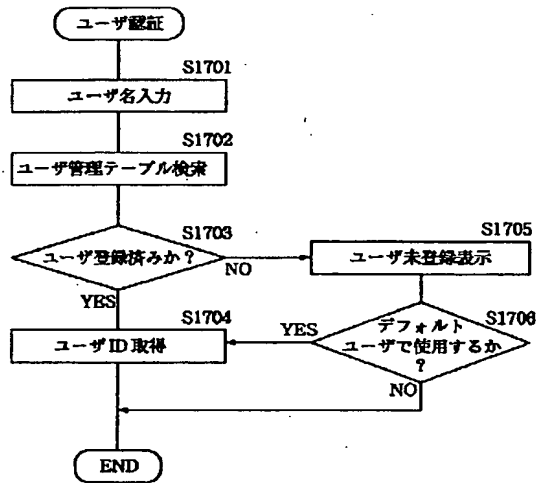 ユーザ認証
S1701
ユーザ名入力
S1702
ユーザ管理テーブル検索
S1703
ユーザ登録済みか?
NO
YES
S1705
ユーザ未登録表示
S1704
ユーザID取得
S1706
デフォルト
ユーザで使用するか
?
YES
NO
END